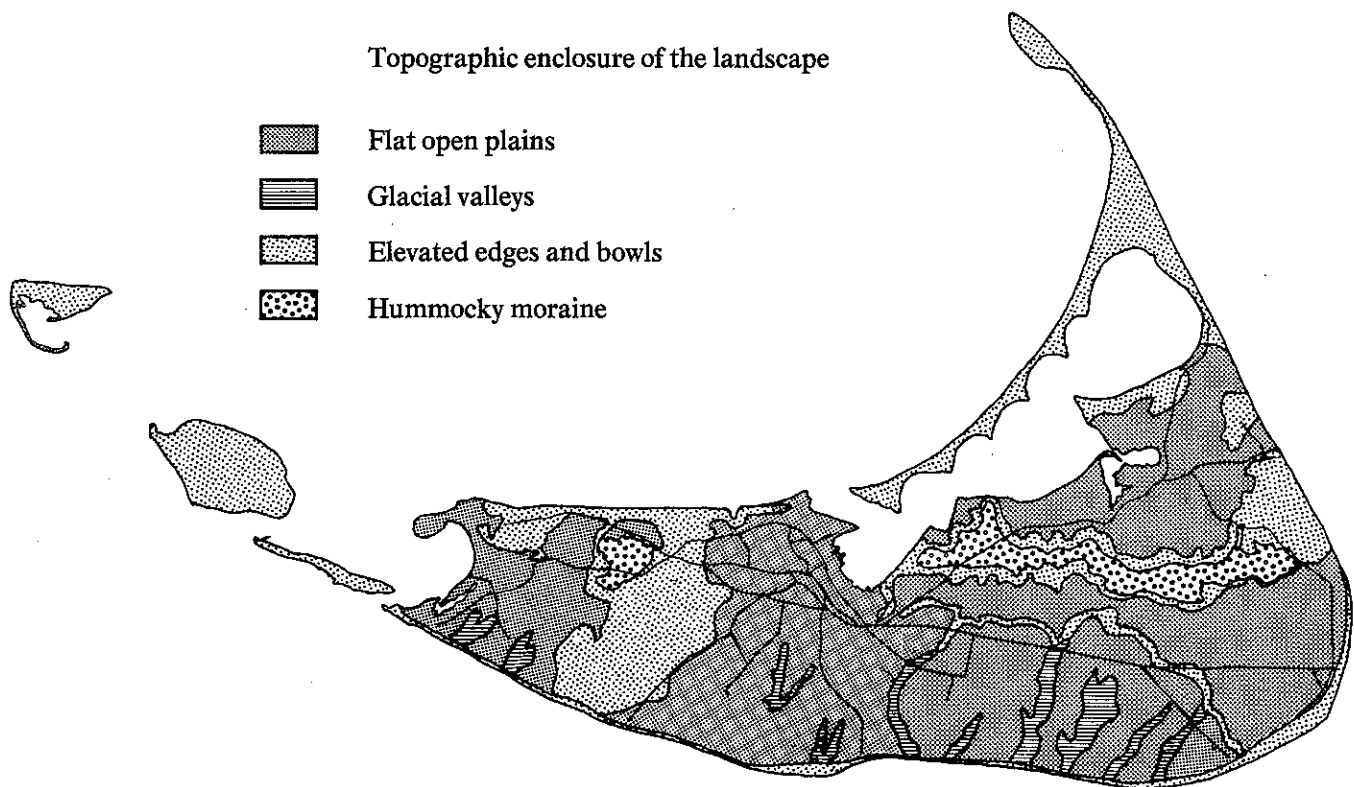 Topographic enclosure of the landscape
Flat open plains
Glacial valleys
Elevated edges and bowls
Hummocky moraine